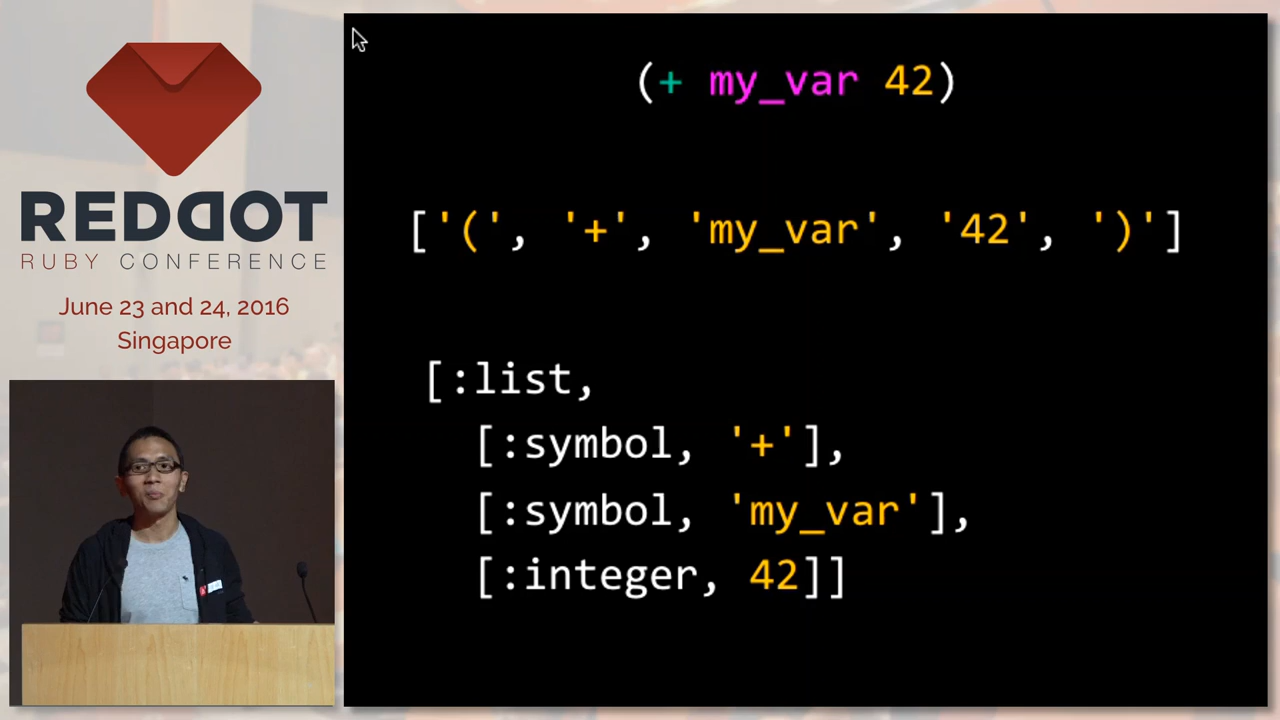 REDDOT
RUBY CONFERENCE
June 23 and 24, 2016
Singapore
(+ my_var 42)
['(', '+', 'my_var', '42', ')']
[:list,
[:symbol, '+'],
[:symbol, 'my_var'],
[:integer, 42]]